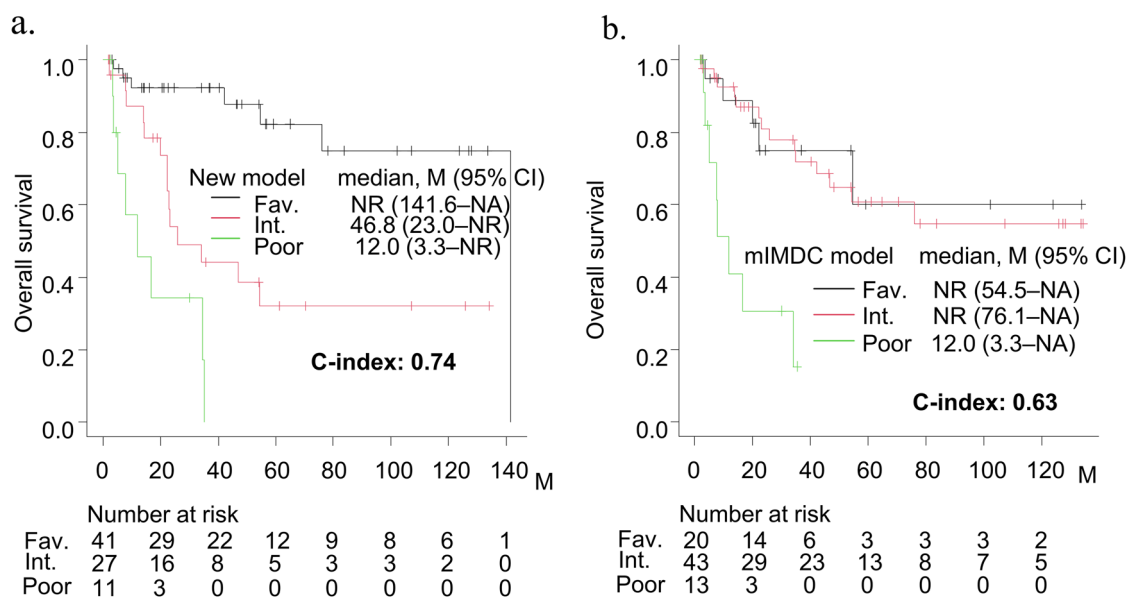 a.
1.0
0.8
0.6
0.4
0.2
0.0
Overall survival
New model median, M (95% CI)
Fav. NR (141.6–NA)
Int. 46.8 (23.0–NR)
Poor 12.0 (3.3–NR)
C-index: 0.74
0 20 40 60 80 100 120 140 M
Number at risk
Fav. 41 29 22 12 9 8 6 1
Int. 27 16 8 5 3 3 2 0
Poor 11 3 0 0 0 0 0 0
b.
1.0
0.8
0.6
0.4
0.2
0.0
Overall survival
mIMDC model median, M (95% CI)
Fav. NR (54.5–NA)
Int. NR (76.1–NA)
Poor 12.0 (3.3–NA)
C-index: 0.63
0 20 40 60 80 100 120 M
Number at risk
Fav. 20 14 6 3 3 3 2
Int. 43 29 23 13 8 7 5
Poor 13 3 0 0 0 0 0